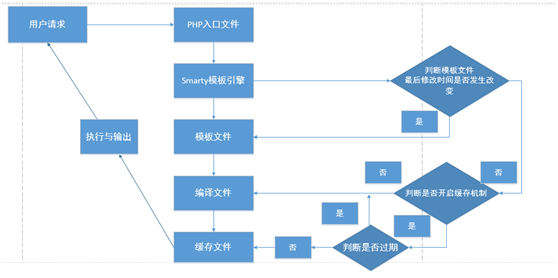 用户请求
PHP入口文件
Smarty模板引擎
判断模板文件
最后修改时间是否发生改
变
是
执行与输出
模板文件
否
否
编译文件
判断是否开启缓存机制
是
是
缓存文件
否
判断是否过期